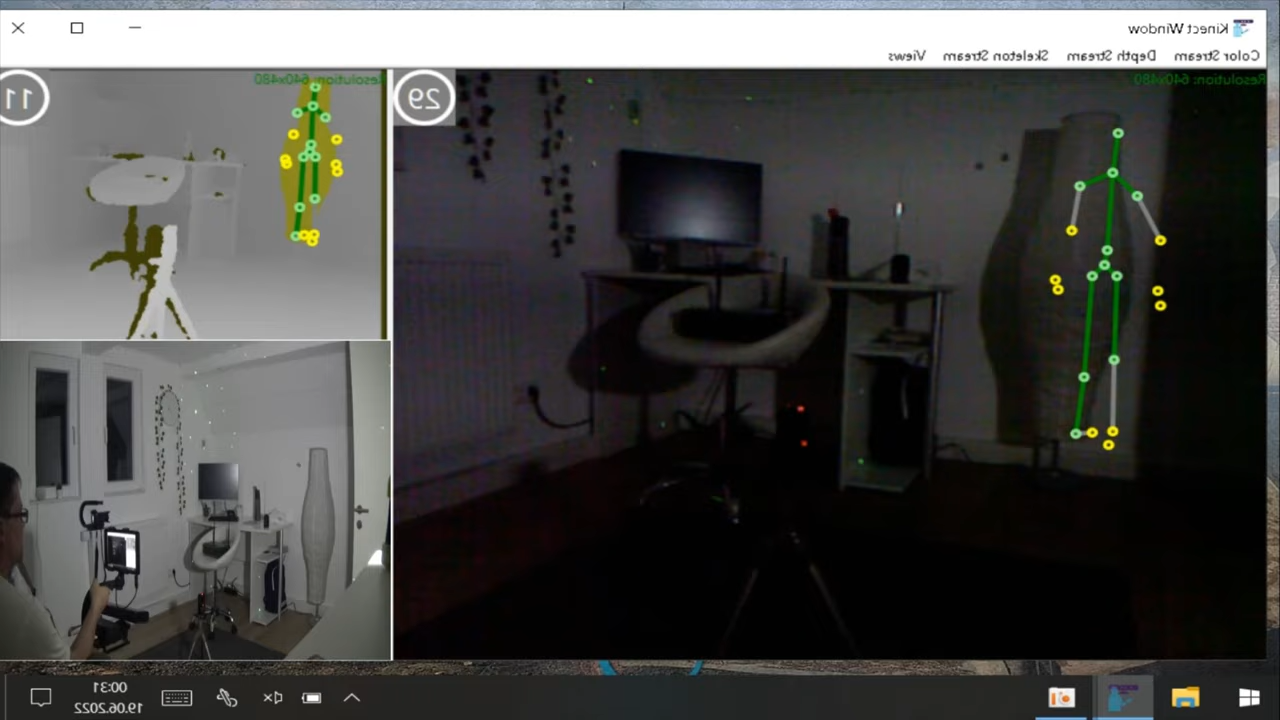 Kinect Window
Color Stream Depth Stream Skeleton Stream Views
Resolution: 640x480
29
Resolution: 640x480
11
00:31
19.06.2022